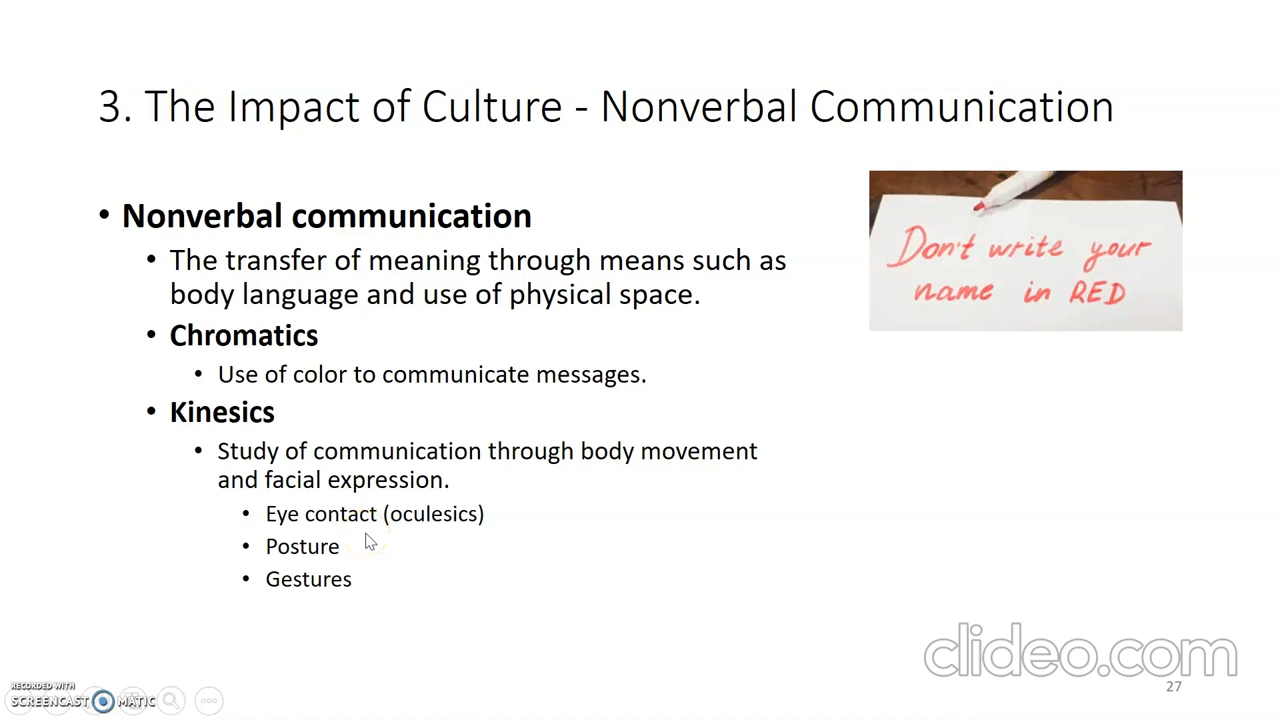 3. The Impact of Culture - Nonverbal Communication
• Nonverbal communication
• The transfer of meaning through means such as
body language and use of physical space.
• Chromatics
• Use of color to communicate messages.
• Kinesics
• Study of communication through body movement
and facial expression.
• Eye contact (oculesics)
• Posture
• Gestures
Don't write your
name in RED
clideo.com
27
RECORDED WITH
SCREENCAST MATIC